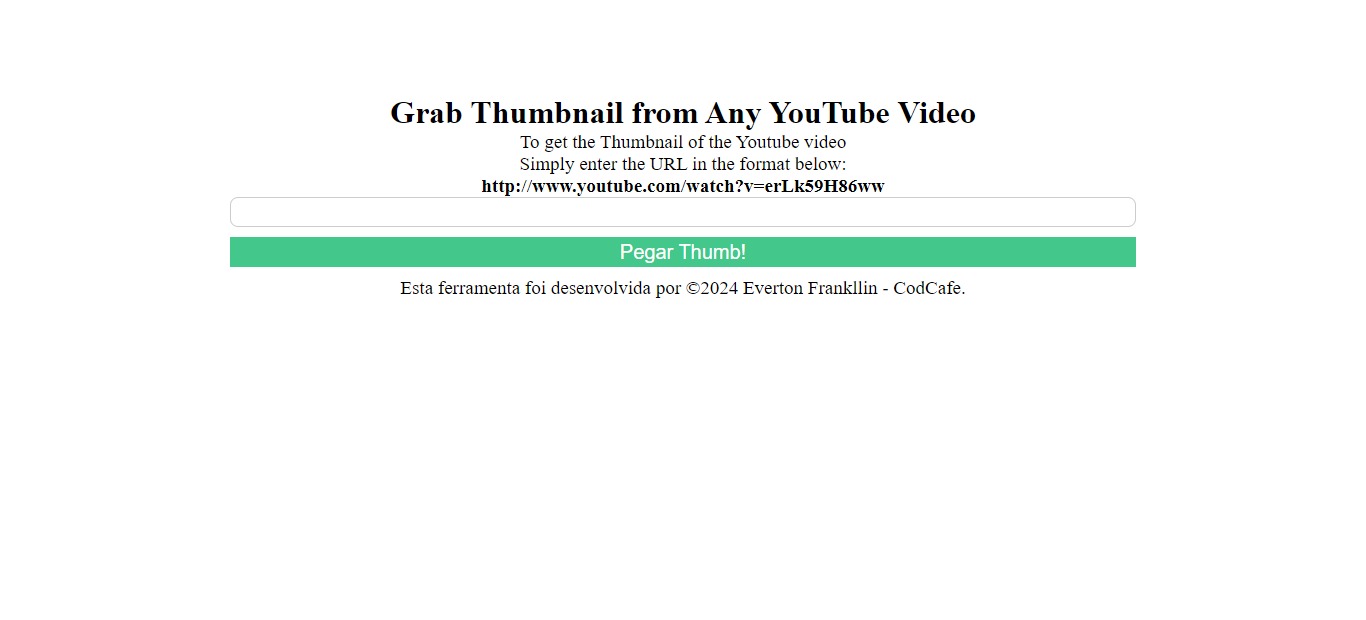 Grab Thumbnail from Any YouTube Video
To get the Thumbnail of the Youtube video
Simply enter the URL in the format below:
http://www.youtube.com/watch?v=erLk59H86ww
Pegar Thumb!
Esta ferramenta foi desenvolvida por ©2024 Everton Frankllin - CodCafe.